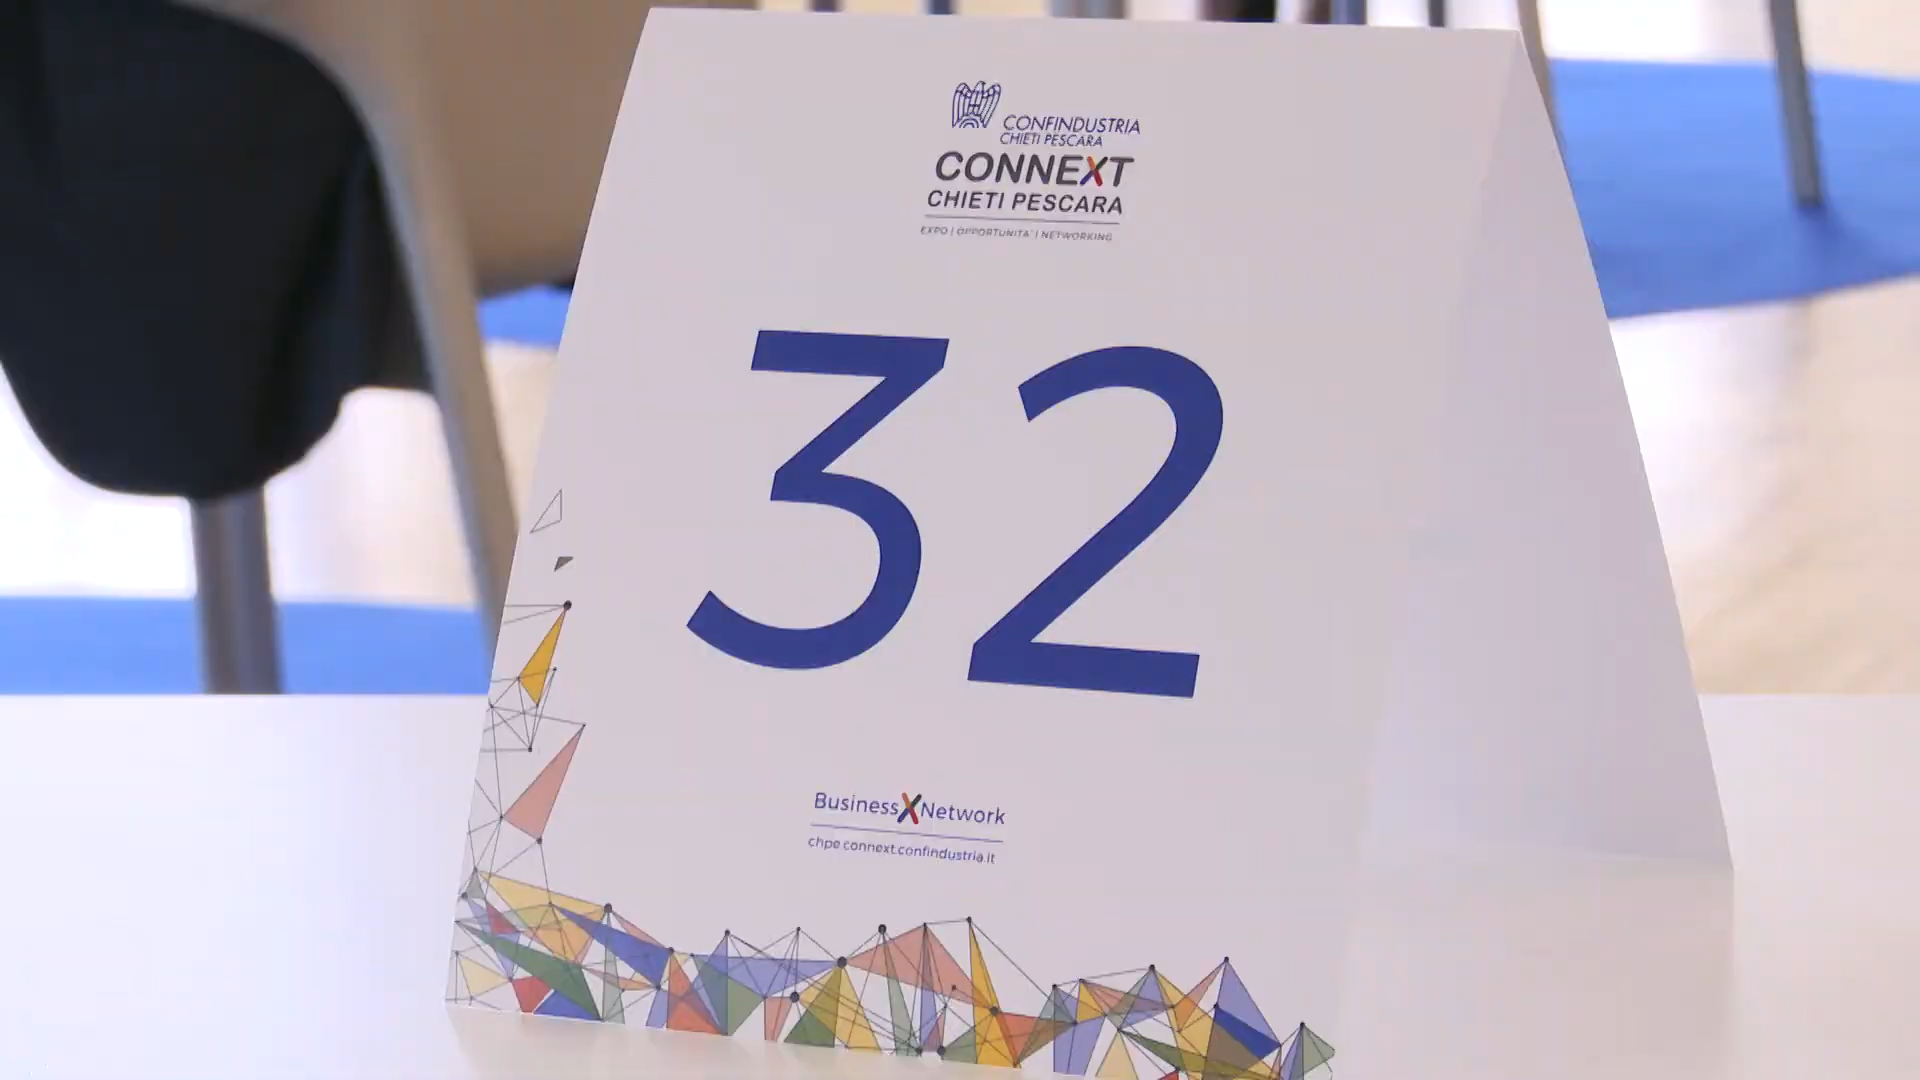 CONFINDUSTRIA
CHIETI PESCARA
CONNEXT
CHIETI PESCARA
EXPO | OPPORTUNITA' | NETWORKING
32
BusinessXNetwork
chpe.connext.confindustria.it